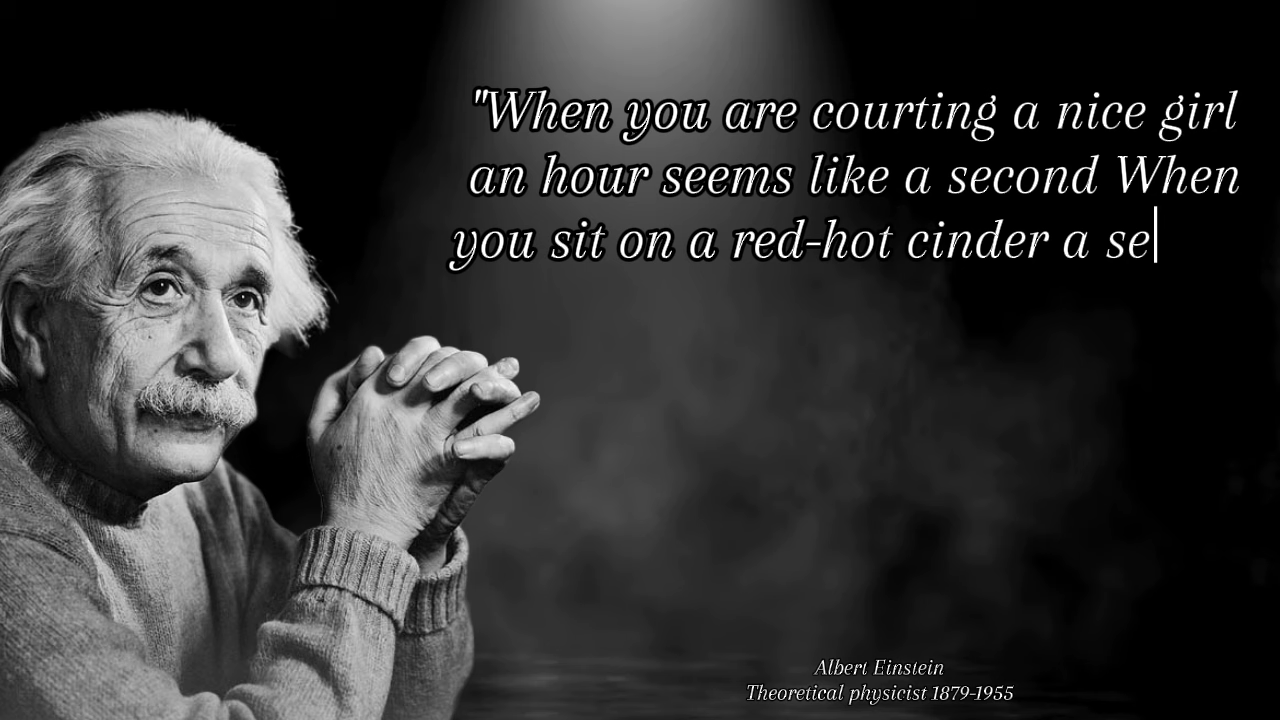 "When you are courting a nice girl
an hour seems like a second When
you sit on a red-hot cinder a se
Albert Einstein
Theoretical physicist 1879-1955